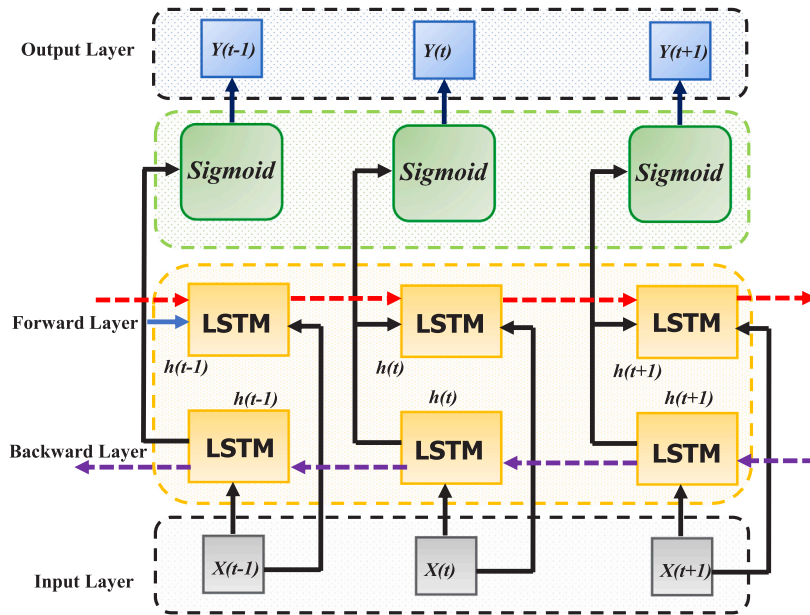 Output Layer
Y(t-1)
Y(t)
Y(t+1)
Sigmoid
Sigmoid
Sigmoid
Forward Layer
LSTM
LSTM
LSTM
h(t-1)
h(t)
h(t+1)
h(t-1)
h(t)
h(t+1)
Backward Layer
LSTM
LSTM
LSTM
Input Layer
X(t-1)
X(t)
X(t+1)